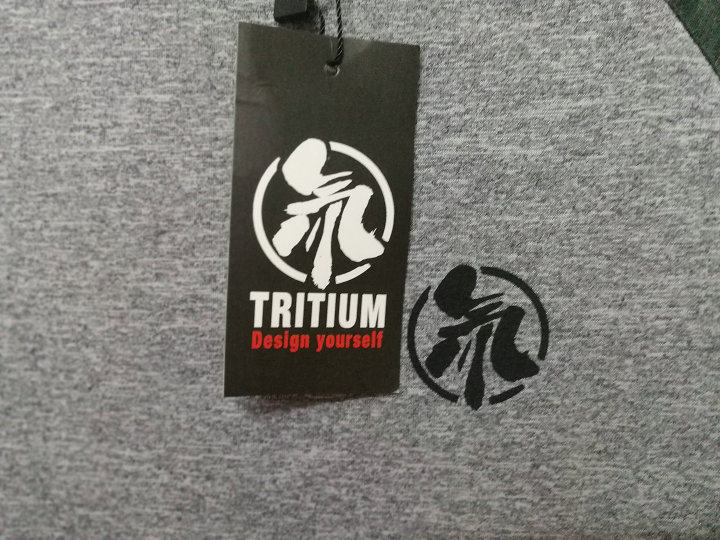 氚
TRITIUM
Design yourself
氚